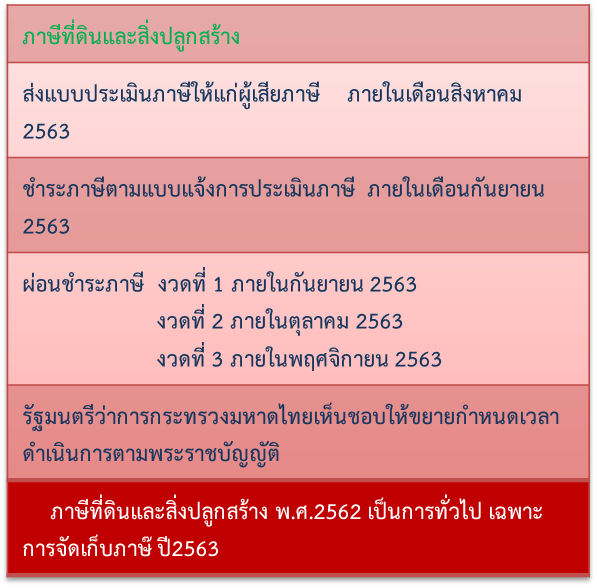 ภาษีที่ดินและสิ่งปลูกสร้าง
ส่งแบบประเมินภาษีให้แก่ผู้เสียภาษี ภายในเดือนสิงหาคม
2563
ชำระภาษีตามแบบแจ้งการประเมินภาษี ภายในเดือนกันยายน
2563
ผ่อนชำระภาษี งวดที่ 1 ภายในกันยายน 2563
งวดที่ 2 ภายในตุลาคม 2563
งวดที่ 3 ภายในพฤศจิกายน 2563
รัฐมนตรีว่าการกระทรวงมหาดไทยเห็นชอบให้ขยายกำหนดเวลา
ดำเนินการตามพระราชบัญญัติ
ภาษีที่ดินและสิ่งปลูกสร้าง พ.ศ.2562 เป็นการทั่วไป เฉพาะ
การจัดเก็บภาษ๊ ปี2563